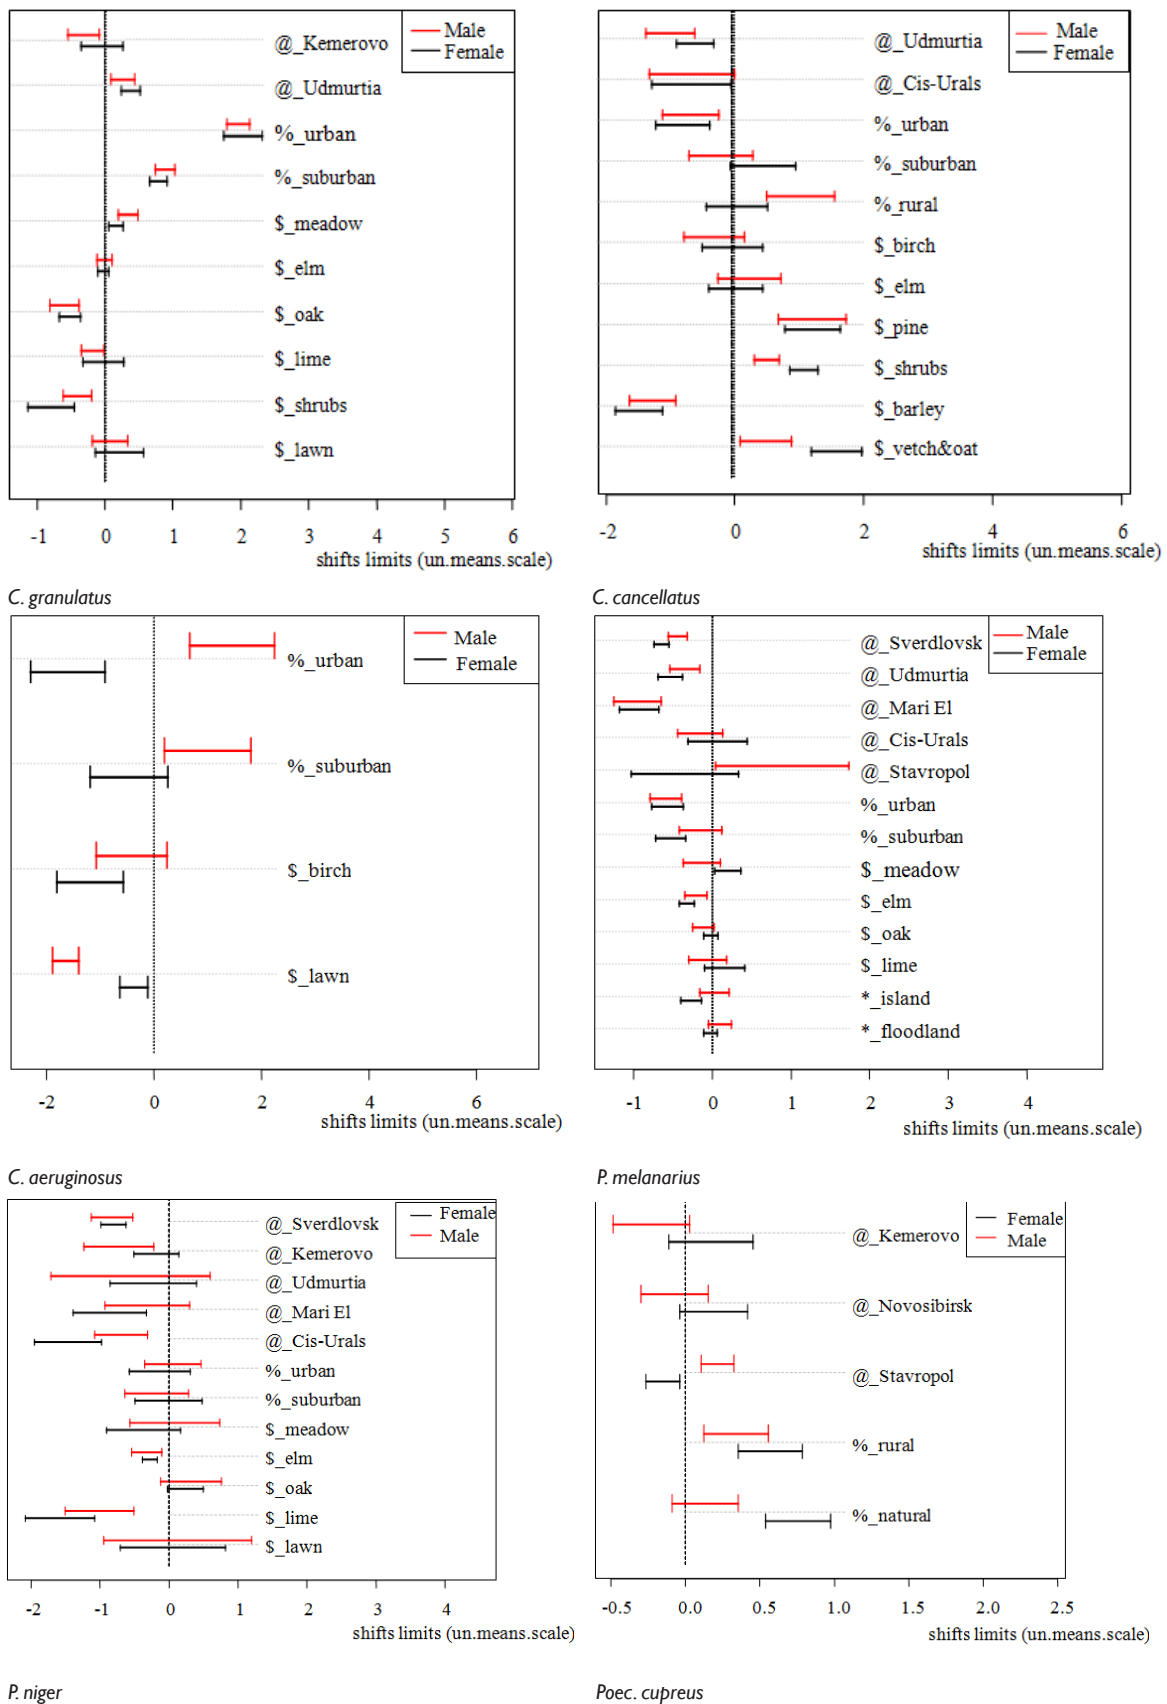 Male
Female
@_Kemerovo
@_Udmurtia
%_urban
%_suburban
$_meadow
$_elm
$_oak
$_lime
$_shrubs
$_lawn
-1 0 1 2 3 4 5 6
shifts limits (un.means.scale)
C. granulatus
Male
Female
@_Udmurtia
@_Cis-Urals
%_urban
%_suburban
%_rural
$_birch
$_elm
$_pine
$_shrubs
$_barley
$_vetch&oat
-2 0 2 4 6
shifts limits (un.means.scale)
C. cancellatus
Male
Female
%_urban
%_suburban
$_birch
$_lawn
-2 0 2 4 6
shifts limits (un.means.scale)
C. aeruginosus
Male
Female
@_Sverdlovsk
@_Udmurtia
@_Mari El
@_Cis-Urals
@_Stavropol
%_urban
%_suburban
$_meadow
$_elm
$_oak
$_lime
*_island
*_floodland
-1 0 1 2 3 4
shifts limits (un.means.scale)
P. melanarius
Female
Male
@_Sverdlovsk
@_Kemerovo
@_Udmurtia
@_Mari El
@_Cis-Urals
%_urban
%_suburban
$_meadow
$_elm
$_oak
$_lime
$_lawn
-2 -1 0 1 2 3 4
shifts limits (un.means.scale)
P. niger
Female
Male
@_Kemerovo
@_Novosibirsk
@_Stavropol
%_rural
%_natural
-0.5 0.0 0.5 1.0 1.5 2.0 2.5
shifts limits (un.means.scale)
Poec. cupreus